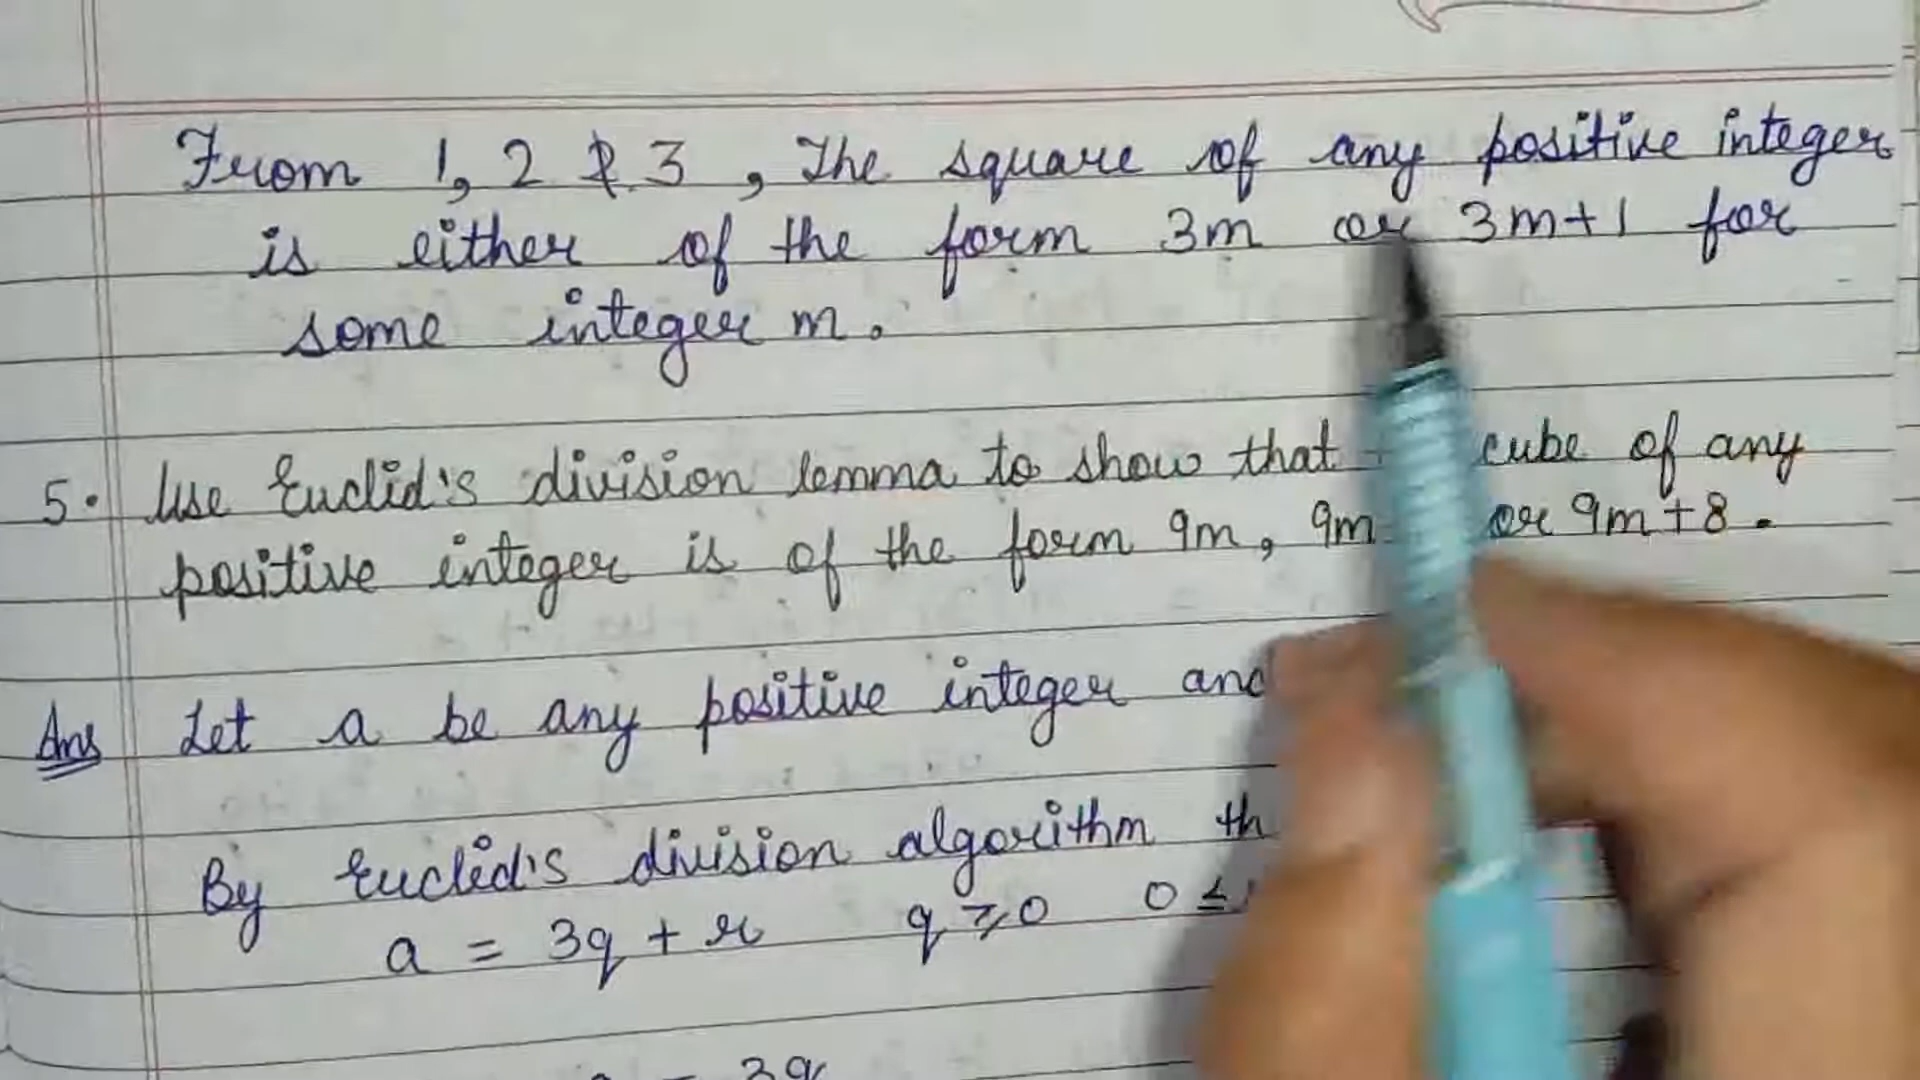 From 1, 2 & 3, The square of any positive integer
is either of the form 3m or 3m+1 for
some integer m.
5. Use Euclid's division lemma to show that cube of any
positive integer is of the form 9m, 9m or 9m+8.
Ans Let a be any positive integer and
By Euclid's division algorithm
a = 3q + r q ≥ 0 0 ≤
= 3q